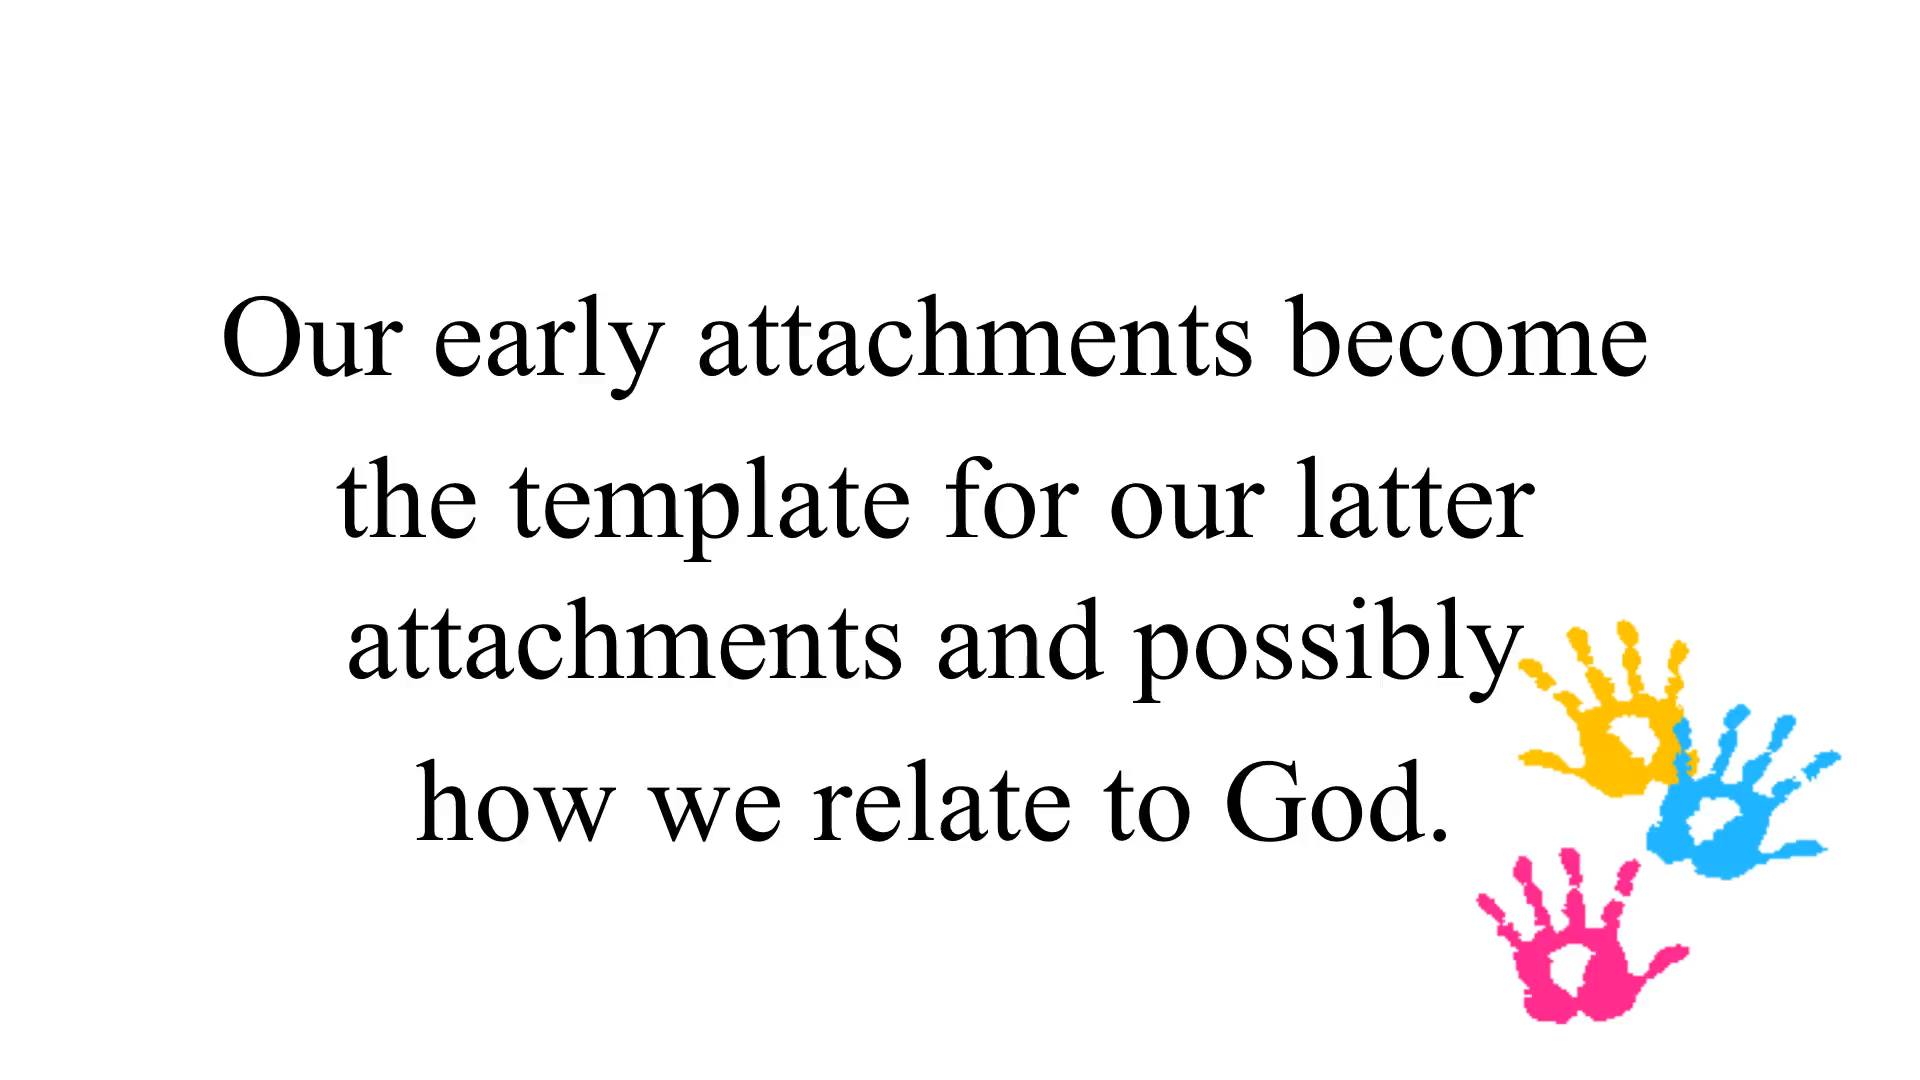 Our early attachments become
the template for our latter
attachments and possibly
how we relate to God.